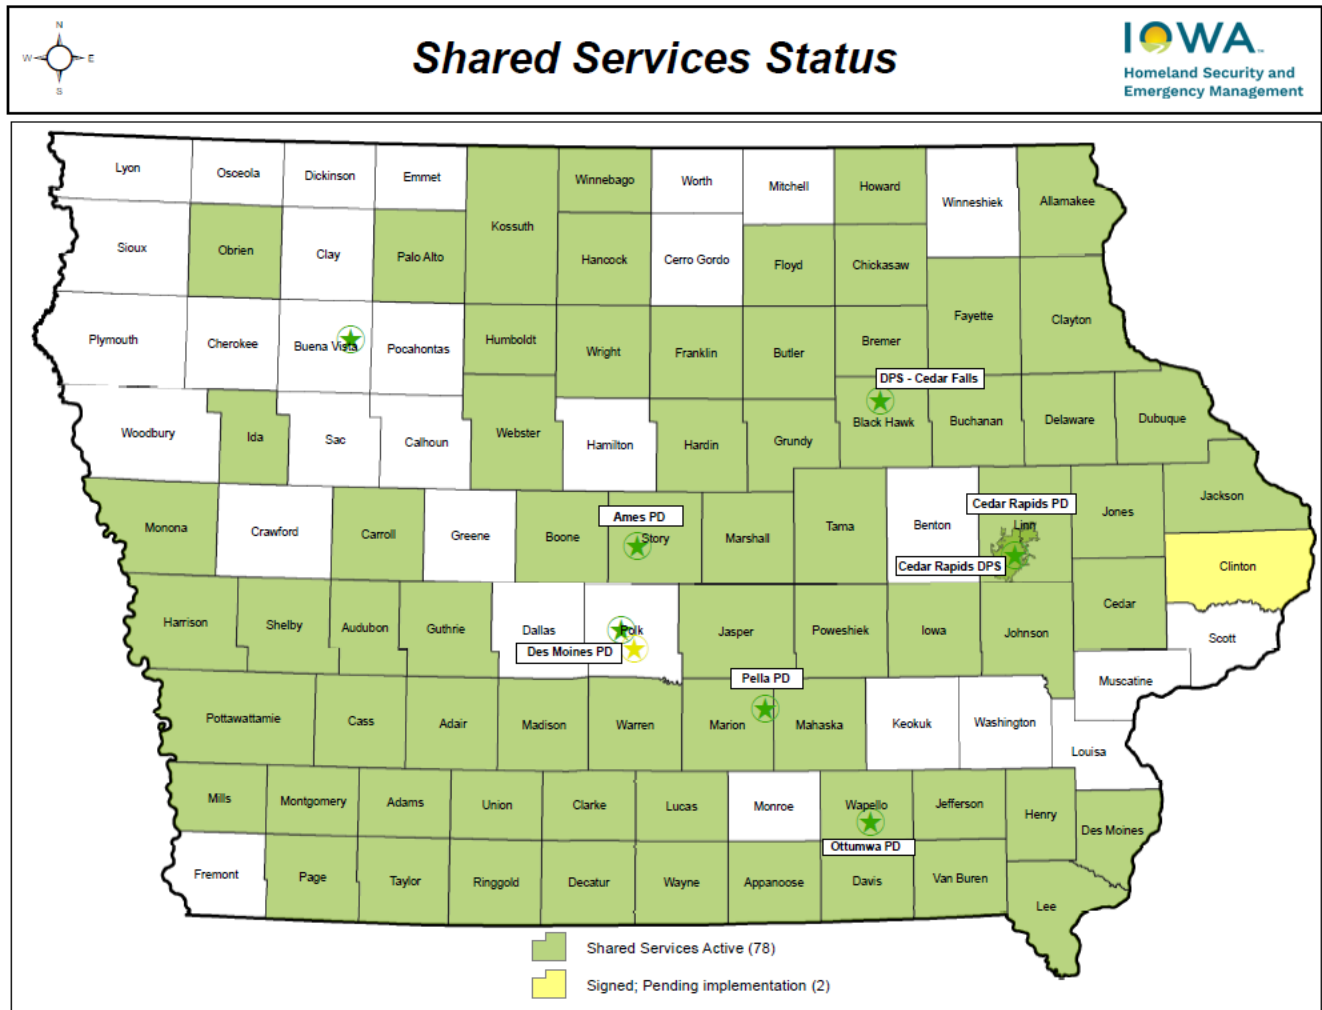 N
W
E
S
Shared Services Status
IOWA
Homeland Security and
Emergency Management
Lyon
Osceola
Dickinson
Emmet
Kossuth
Winnebago
Worth
Mitchell
Howard
Winneshiek
Allamakee
Sioux
Obrien
Clay
Palo Alto
Hancock
Cerro Gordo
Floyd
Chickasaw
Fayette
Clayton
Plymouth
Cherokee
Buena Vista
Pocahontas
Humboldt
Wright
Franklin
Butler
Bremer
DPS - Cedar Falls
Woodbury
Ida
Sac
Calhoun
Webster
Hamilton
Hardin
Grundy
Black Hawk
Buchanan
Delaware
Dubuque
Monona
Crawford
Carroll
Greene
Boone
Ames PD
Story
Marshall
Tama
Benton
Cedar Rapids PD
Linn
Cedar Rapids DPS
Jones
Jackson
Clinton
Harrison
Shelby
Audubon
Guthrie
Dallas
Polk
Des Moines PD
Jasper
Poweshiek
Iowa
Johnson
Cedar
Scott
Muscatine
Pottawattamie
Cass
Adair
Madison
Warren
Pella PD
Marion
Mahaska
Keokuk
Washington
Louisa
Mills
Montgomery
Adams
Union
Clarke
Lucas
Monroe
Wapello
Ottumwa PD
Jefferson
Henry
Des Moines
Fremont
Page
Taylor
Ringgold
Decatur
Wayne
Appanoose
Davis
Van Buren
Lee
Shared Services Active (78)
Signed; Pending implementation (2)